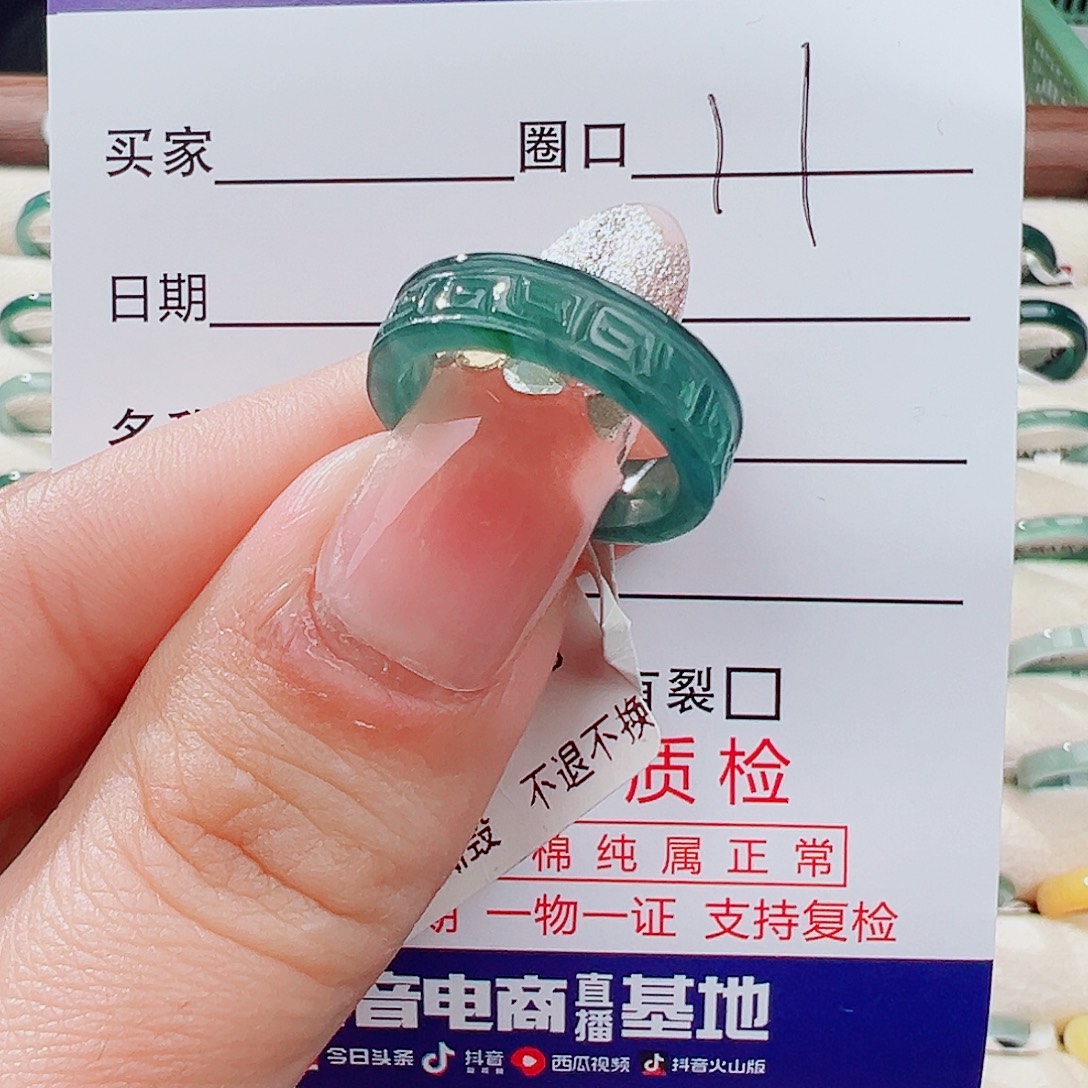 买家 圈口 11
日期
裂
不退不换
毁
质检
棉纯属正常
期 一物一证 支持复检
音电商直播基地
今日头条 抖音 西瓜视频 抖音火山版